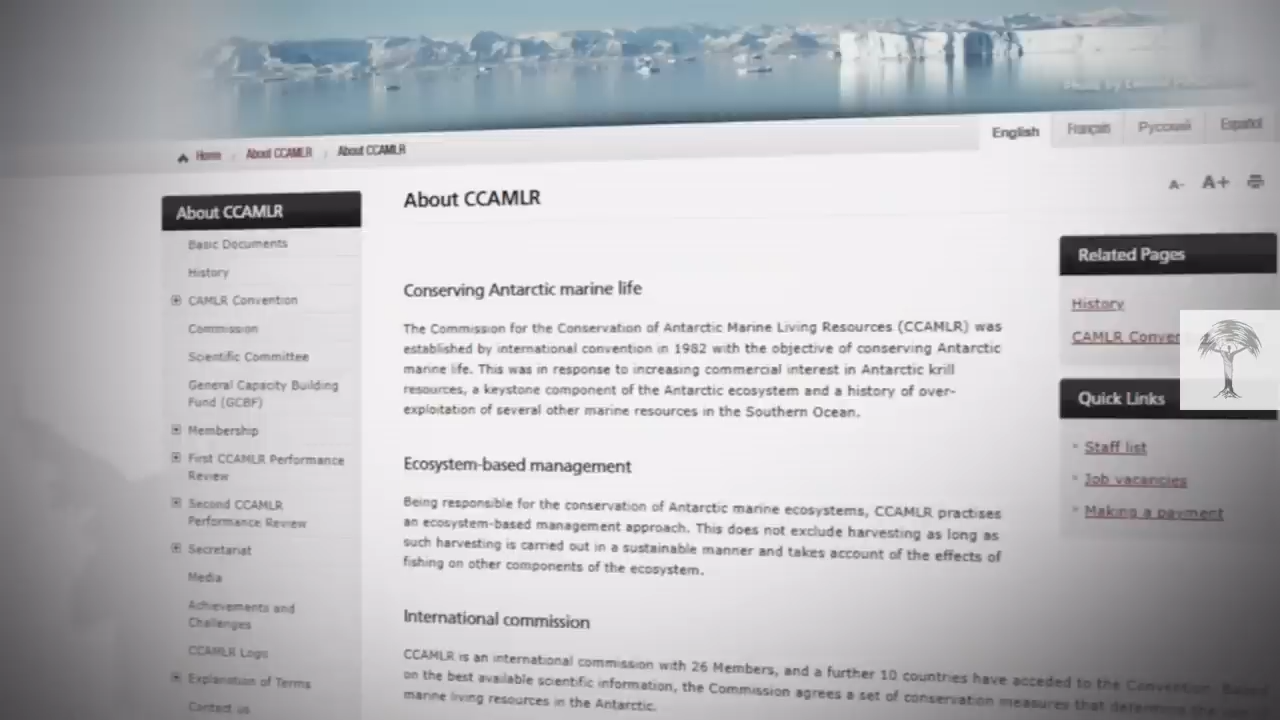 English
Français
Русский
Español
Home / About CCAMLR / About CCAMLR
A- A+
About CCAMLR
Basic Documents
History
CAMLR Convention
Commission
Scientific Committee
General Capacity Building
Fund (GCBF)
Membership
First CCAMLR Performance
Review
Second CCAMLR
Performance Review
Secretariat
Media
Achievements and
Challenges
CCAMLR Logo
Explanation of Terms
Contact us
About CCAMLR
Conserving Antarctic marine life
The Commission for the Conservation of Antarctic Marine Living Resources (CCAMLR) was
established by international convention in 1982 with the objective of conserving Antarctic
marine life. This was in response to increasing commercial interest in Antarctic krill
resources, a keystone component of the Antarctic ecosystem and a history of over-
exploitation of several other marine resources in the Southern Ocean.
Ecosystem-based management
Being responsible for the conservation of Antarctic marine ecosystems, CCAMLR practises
an ecosystem-based management approach. This does not exclude harvesting as long as
such harvesting is carried out in a sustainable manner and takes account of the effects of
fishing on other components of the ecosystem.
International commission
CCAMLR is an international commission with 26 Members, and a further 10 countries have acceded to the Convention. Based
on the best available scientific information, the Commission agrees a set of conservation measures that determine the use of
marine living resources in the Antarctic.
Related Pages
History
CAMLR Conver
Quick Links
Staff list
Job vacancies
Making a payment